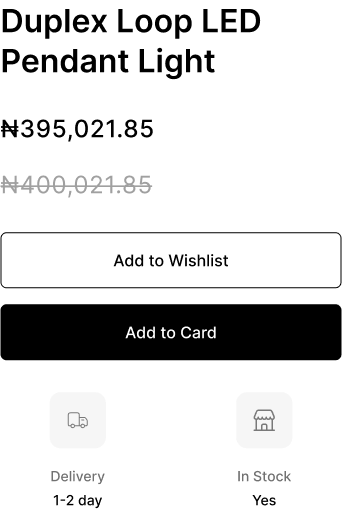 Duplex Loop LED
Pendant Light
₦395,021.85
₦400,021.85
Add to Wishlist
Add to Card
Delivery
1-2 day
In Stock
Yes